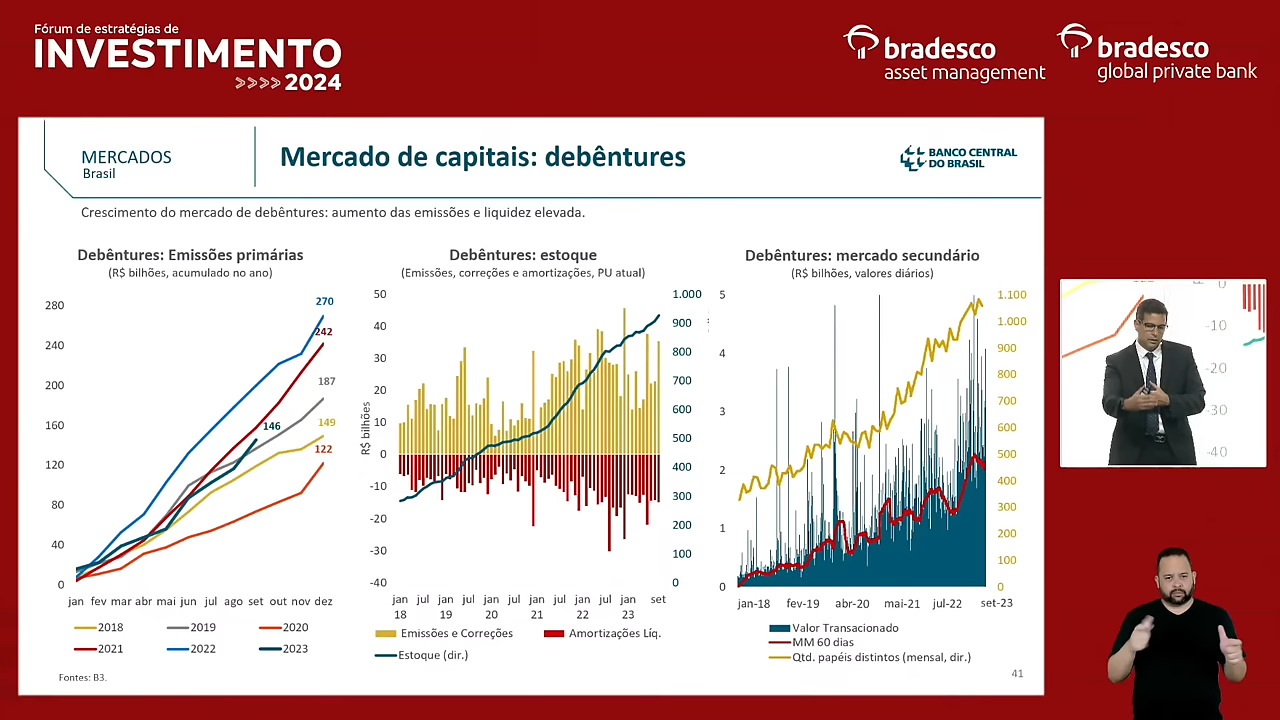 Fórum de estratégias de
INVESTIMENTO
>>>> 2024
bradesco
asset management
bradesco
global private bank
MERCADOS
Brasil
Mercado de capitais: debêntures
BANCO CENTRAL
DO BRASIL
Crescimento do mercado de debêntures: aumento das emissões e liquidez elevada.
Debêntures: Emissões primárias
(R$ bilhões, acumulado no ano)
280
240
200
160
120
80
40
0
270
242
187
149
146
122
jan fev mar abr mai jun jul ago set out nov dez
2018 2019 2020
2021 2022 2023
Debêntures: estoque
(Emissões, correções e amortizações, PU atual)
R$ bilhões
50
40
30
20
10
0
-10
-20
-30
-40
1.000
900
800
700
600
500
400
300
200
100
0
jan jul jan jul jan jul jan jul jan jul jan set
18 19 20 21 22 23
Emissões e Correções Amortizações Líq.
Estoque (dir.)
Debêntures: mercado secundário
(R$ bilhões, valores diários)
5
4
3
2
1
0
1.100
1.000
900
800
700
600
500
400
300
200
100
0
jan-18 fev-19 abr-20 mai-21 jul-22 set-23
Valor Transacionado
MM 60 dias
Qtd. papéis distintos (mensal, dir.)
Fontes: B3.
41
0
-10
-20
-30
-40